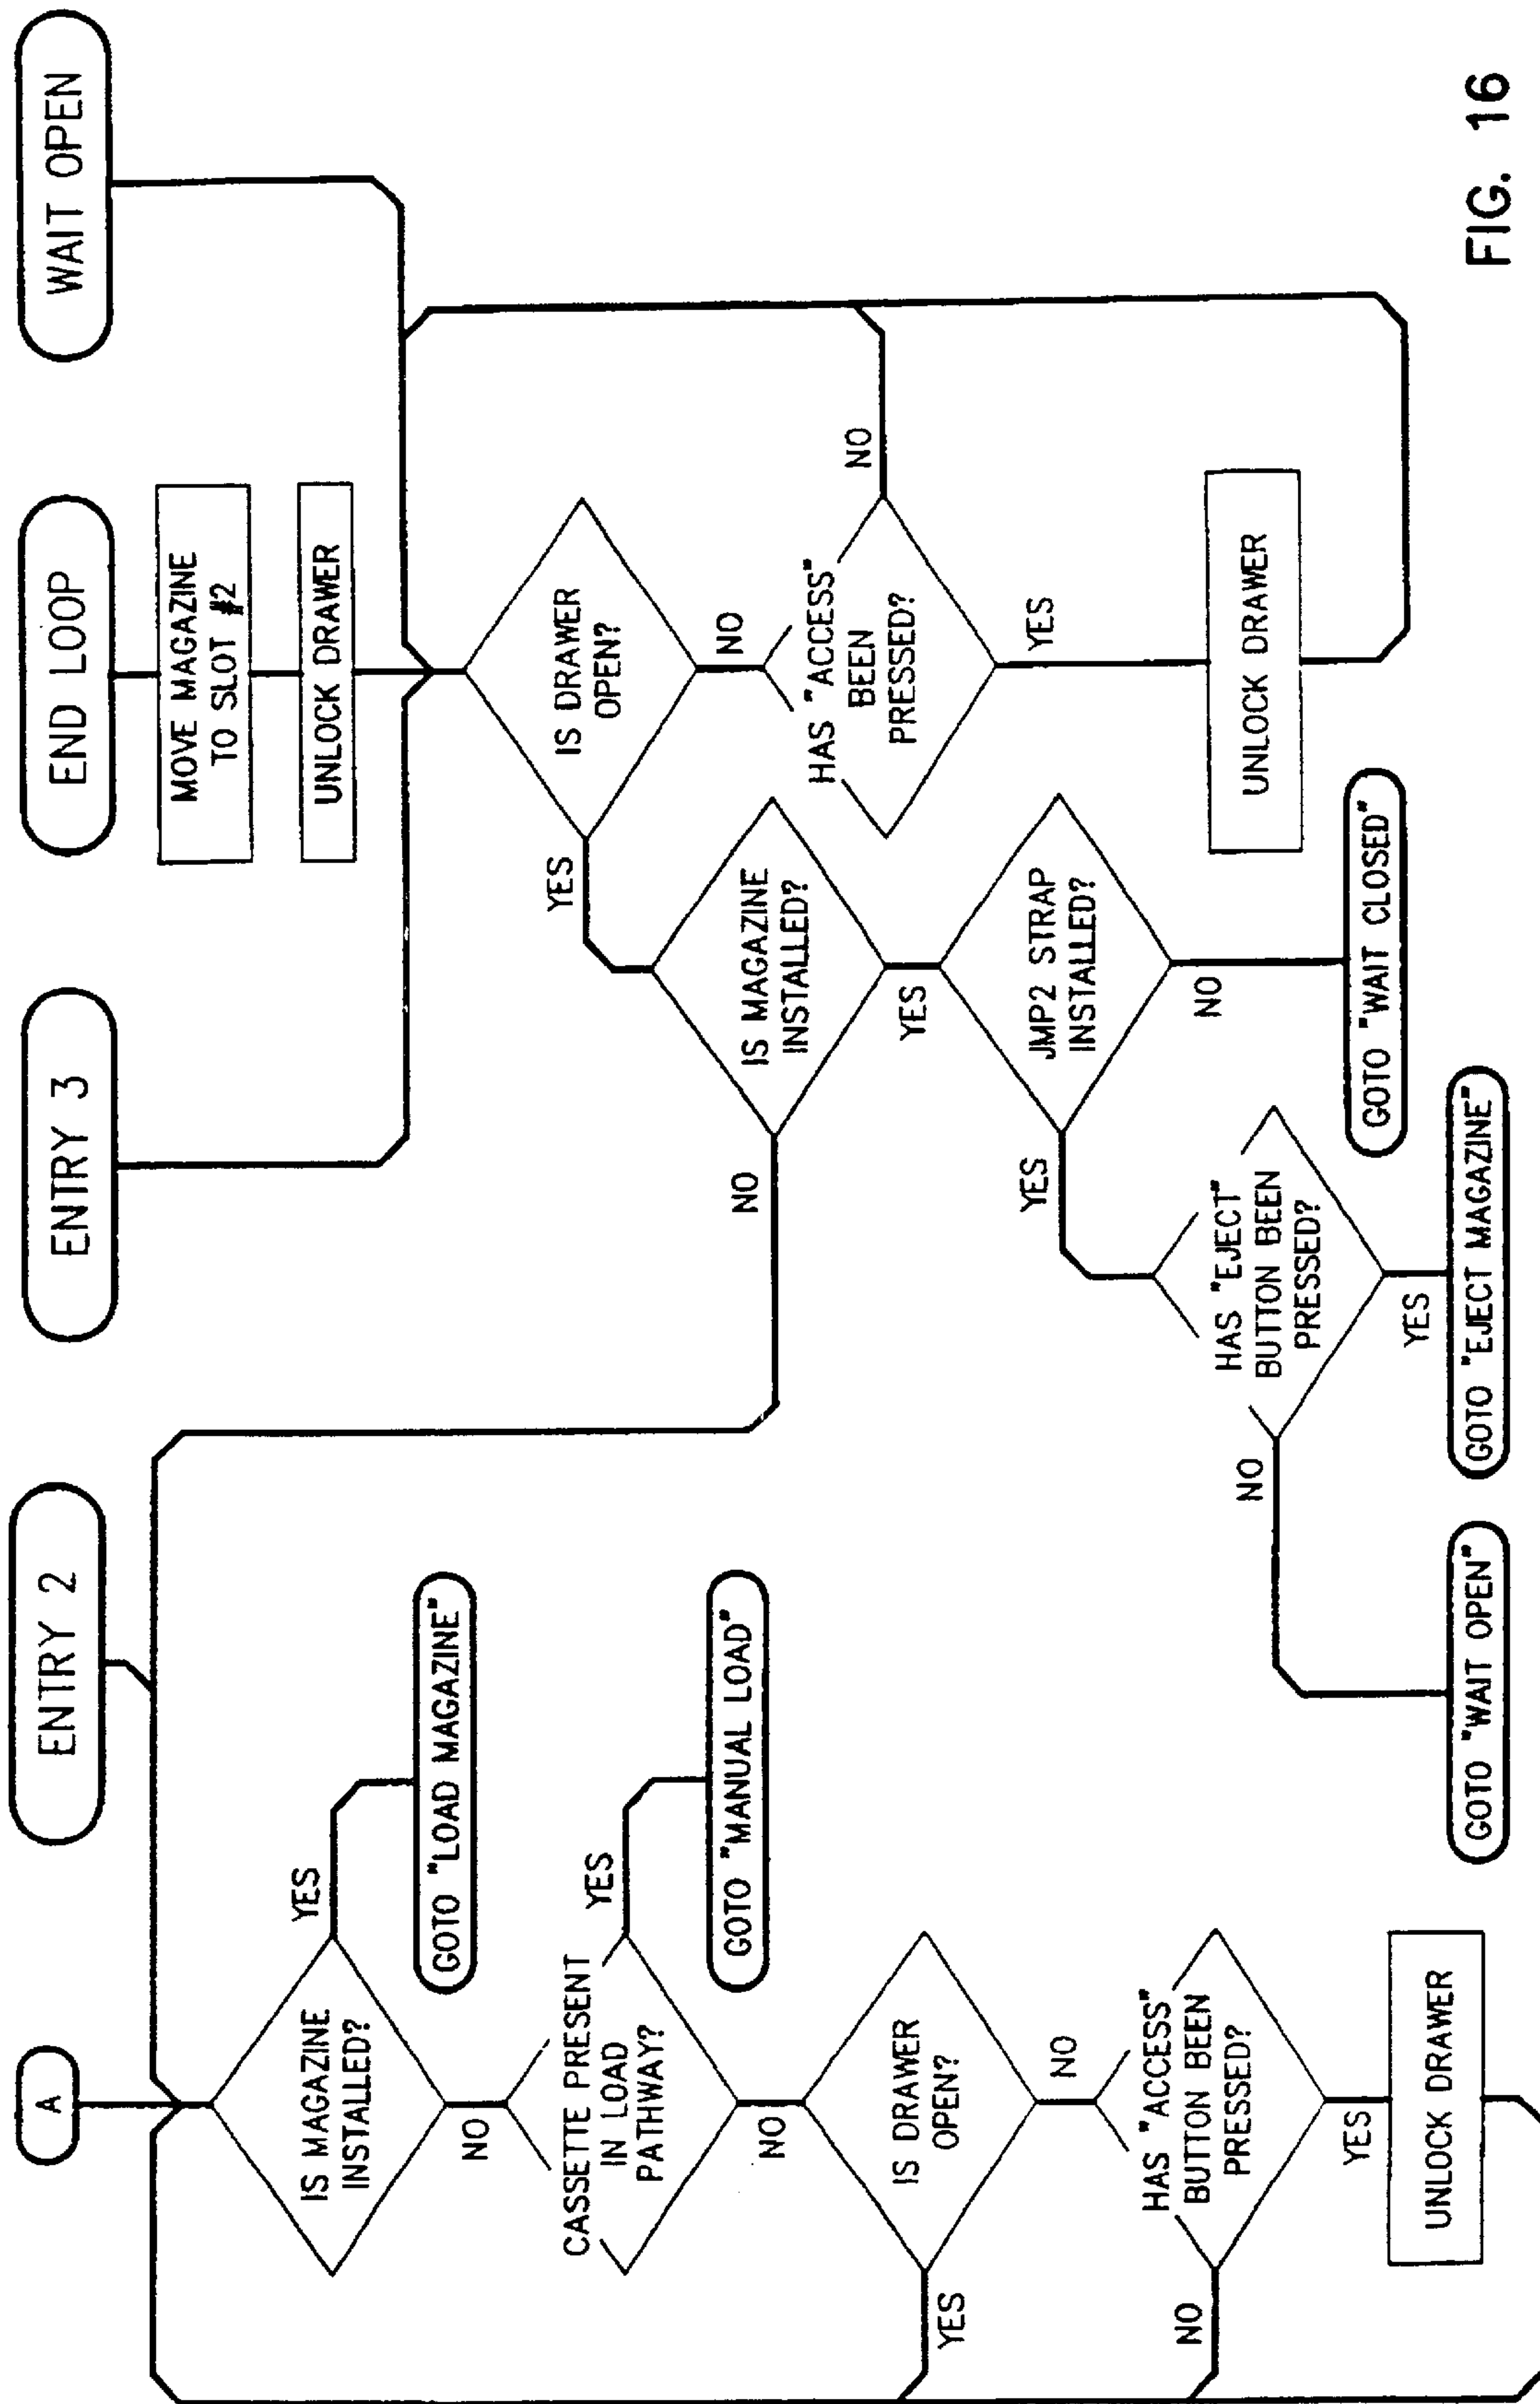 A
ENTRY 2
ENTRY 3
END LOOP
WAIT OPEN
MOVE MAGAZINE
TO SLOT #2
UNLOCK DRAWER
IS MAGAZINE
INSTALLED?
YES
GOTO "LOAD MAGAZINE"
NO
CASSETTE PRESENT
IN LOAD
PATHWAY?
YES
GOTO "MANUAL LOAD"
NO
IS DRAWER
OPEN?
YES
NO
HAS "ACCESS"
BUTTON BEEN
PRESSED?
NO
YES
UNLOCK DRAWER
IS DRAWER
OPEN?
YES
NO
IS MAGAZINE
INSTALLED?
NO
YES
HAS "ACCESS"
BEEN
PRESSED?
NO
YES
UNLOCK DRAWER
JMP2 STRAP
INSTALLED?
YES
NO
GOTO "WAIT CLOSED"
HAS "EJECT"
BUTTON BEEN
PRESSED?
NO
YES
GOTO "WAIT OPEN"
GOTO "EJECT MAGAZINE"
FIG. 16